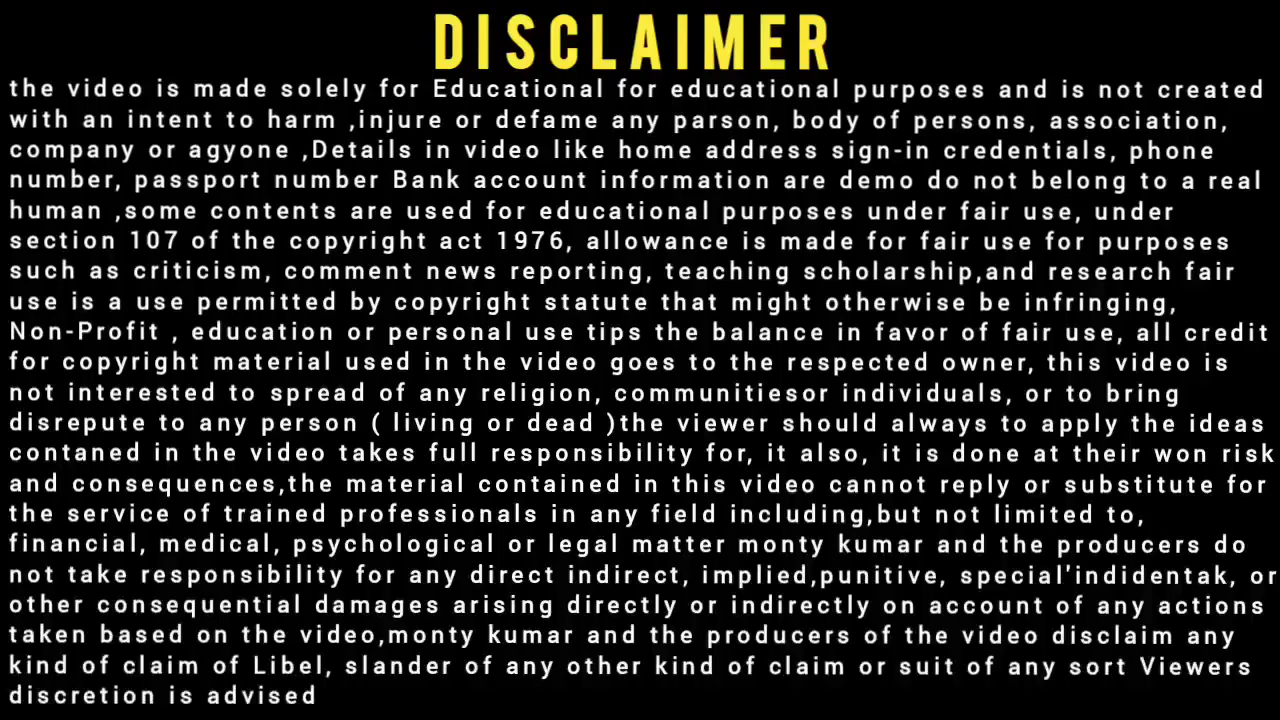 DISCLAIMER
the video is made solely for Educational for educational purposes and is not created
with an intent to harm ,injure or defame any parson, body of persons, association,
company or agyone ,Details in video like home address sign-in credentials, phone
number, passport number Bank account information are demo do not belong to a real
human ,some contents are used for educational purposes under fair use, under
section 107 of the copyright act 1976, allowance is made for fair use for purposes
such as criticism, comment news reporting, teaching scholarship,and research fair
use is a use permitted by copyright statute that might otherwise be infringing,
Non-Profit , education or personal use tips the balance in favor of fair use, all credit
for copyright material used in the video goes to the respected owner, this video is
not interested to spread of any religion, communitiesor individuals, or to bring
disrepute to any person ( living or dead )the viewer should always to apply the ideas
contaned in the video takes full responsibility for, it also, it is done at their won risk
and consequences,the material contained in this video cannot reply or substitute for
the service of trained professionals in any field including,but not limited to,
financial, medical, psychological or legal matter monty kumar and the producers do
not take responsibility for any direct indirect, implied,punitive, special'indidentak, or
other consequential damages arising directly or indirectly on account of any actions
taken based on the video,monty kumar and the producers of the video disclaim any
kind of claim of Libel, slander of any other kind of claim or suit of any sort Viewers
discretion is advised